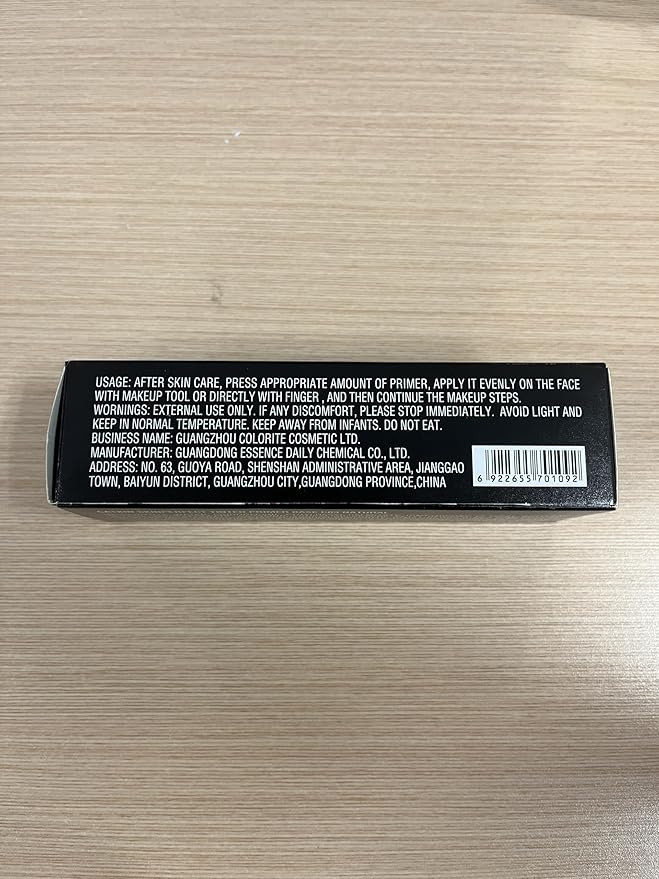 USAGE: AFTER SKIN CARE, PRESS APPROPRIATE AMOUNT OF PRIMER, APPLY IT EVENLY ON THE FACE
WITH MAKEUP TOOL OR DIRECTLY WITH FINGER , AND THEN CONTINUE THE MAKEUP STEPS.
WORNINGS: EXTERNAL USE ONLY. IF ANY DISCOMFORT, PLEASE STOP IMMEDIATELY. AVOID LIGHT AND
KEEP IN NORMAL TEMPERATURE. KEEP AWAY FROM INFANTS. DO NOT EAT.
BUSINESS NAME: GUANGZHOU COLORITE COSMETIC LTD.
MANUFACTURER: GUANGDONG ESSENCE DAILY CHEMICAL CO., LTD.
ADDRESS: NO. 63, GUOYA ROAD, SHENSHAN ADMINISTRATIVE AREA, JIANGGAO
TOWN, BAIYUN DISTRICT, GUANGZHOU CITY,GUANGDONG PROVINCE,CHINA
6 922655 701092